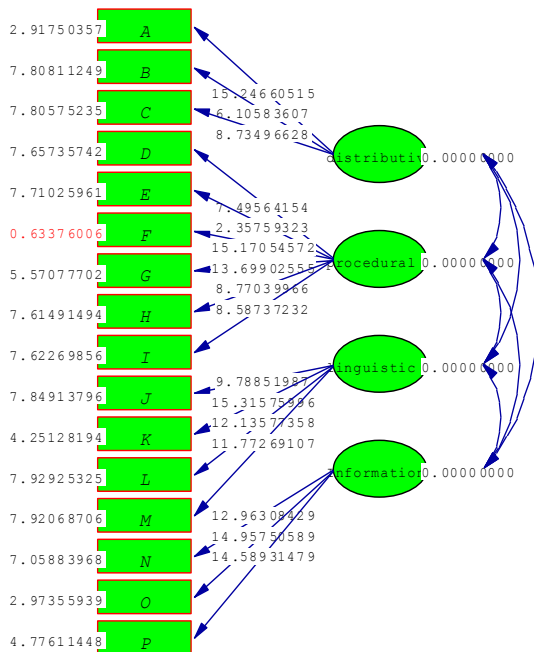 2.91750357 A
7.80811249 B
15.24660515
7.80575235 C
6.10583607
8.73496628
7.65735742 D
distributiv 0.00000000
7.71025961 E
7.49564154
0.63376006 F
2.35759323
15.17054572
5.57077702 G
13.69902555
procedural 0.00000000
8.77039966
7.61491494 H
8.58737232
7.62269856 I
linguistic 0.00000000
7.84913796 J
9.78851987
15.31575996
4.25128194 K
12.13577358
11.77269107
7.92925325 L
Information 0.00000000
7.92068706 M
12.96308429
14.95750589
7.05883968 N
14.58931479
2.97355939 O
4.77611448 P